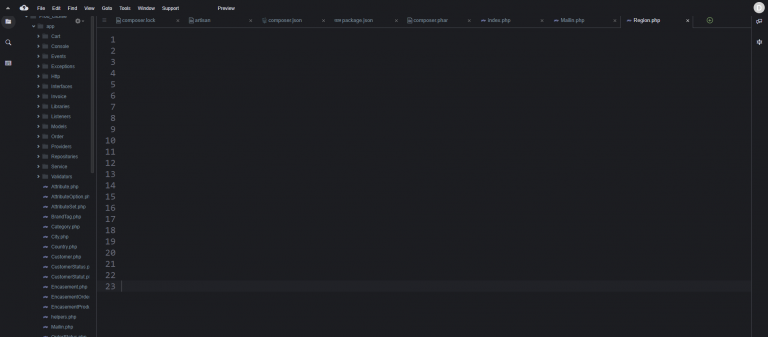 File Edit Find View Goto Tools Window Support Preview
composer.lock artisan composer.json package.json composer.phar index.php Mailin.php Region.php
app
Cart
Console
Events
Exceptions
Http
Interfaces
Invoice
Libraries
Listeners
Models
Order
Providers
Repositories
Service
Validators
Attribute.php
AttributeOption.pl
AttributeSet.php
BrandTag.php
Category.php
City.php
Country.php
Customer.php
CustomerStatus.p
CustomerStatut.pl
Encasement.php
EncasementOrde
EncasementProdu
helpers.php
Mailin.php
1
2
3
4
5
6
7
8
9
10
11
12
13
14
15
16
17
18
19
20
21
22
23